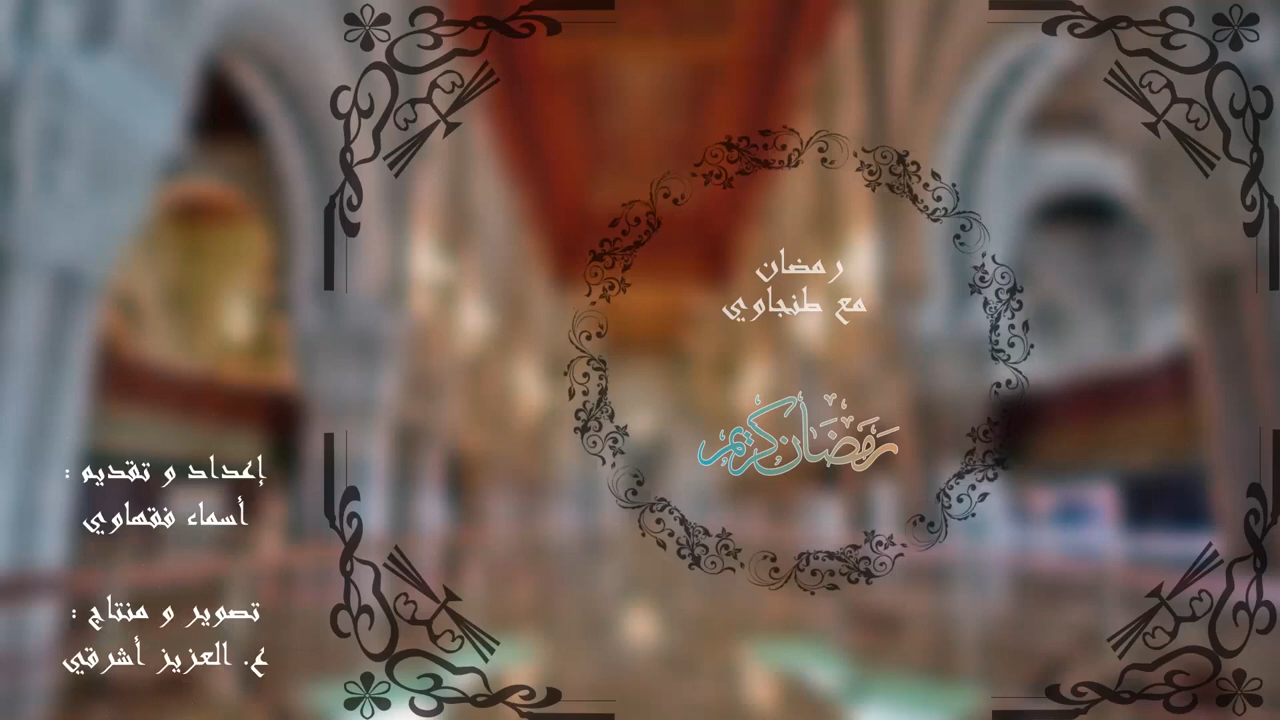 رمضان
مع طنجاوي
رمضان كريم
إعداد و تقديم :
أسماء فقهاوي
تصوير و منتاج :
ع. العزيز أشرقي